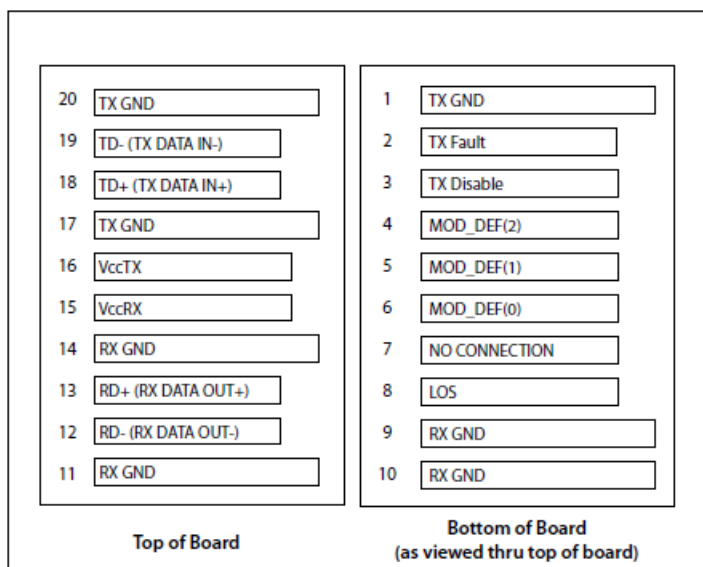 20 TX GND
19 TD- (TX DATA IN-)
18 TD+ (TX DATA IN+)
17 TX GND
16 VccTX
15 VccRX
14 RX GND
13 RD+ (RX DATA OUT+)
12 RD- (RX DATA OUT-)
11 RX GND
Top of Board
1 TX GND
2 TX Fault
3 TX Disable
4 MOD_DEF(2)
5 MOD_DEF(1)
6 MOD_DEF(0)
7 NO CONNECTION
8 LOS
9 RX GND
10 RX GND
Bottom of Board
(as viewed thru top of board)